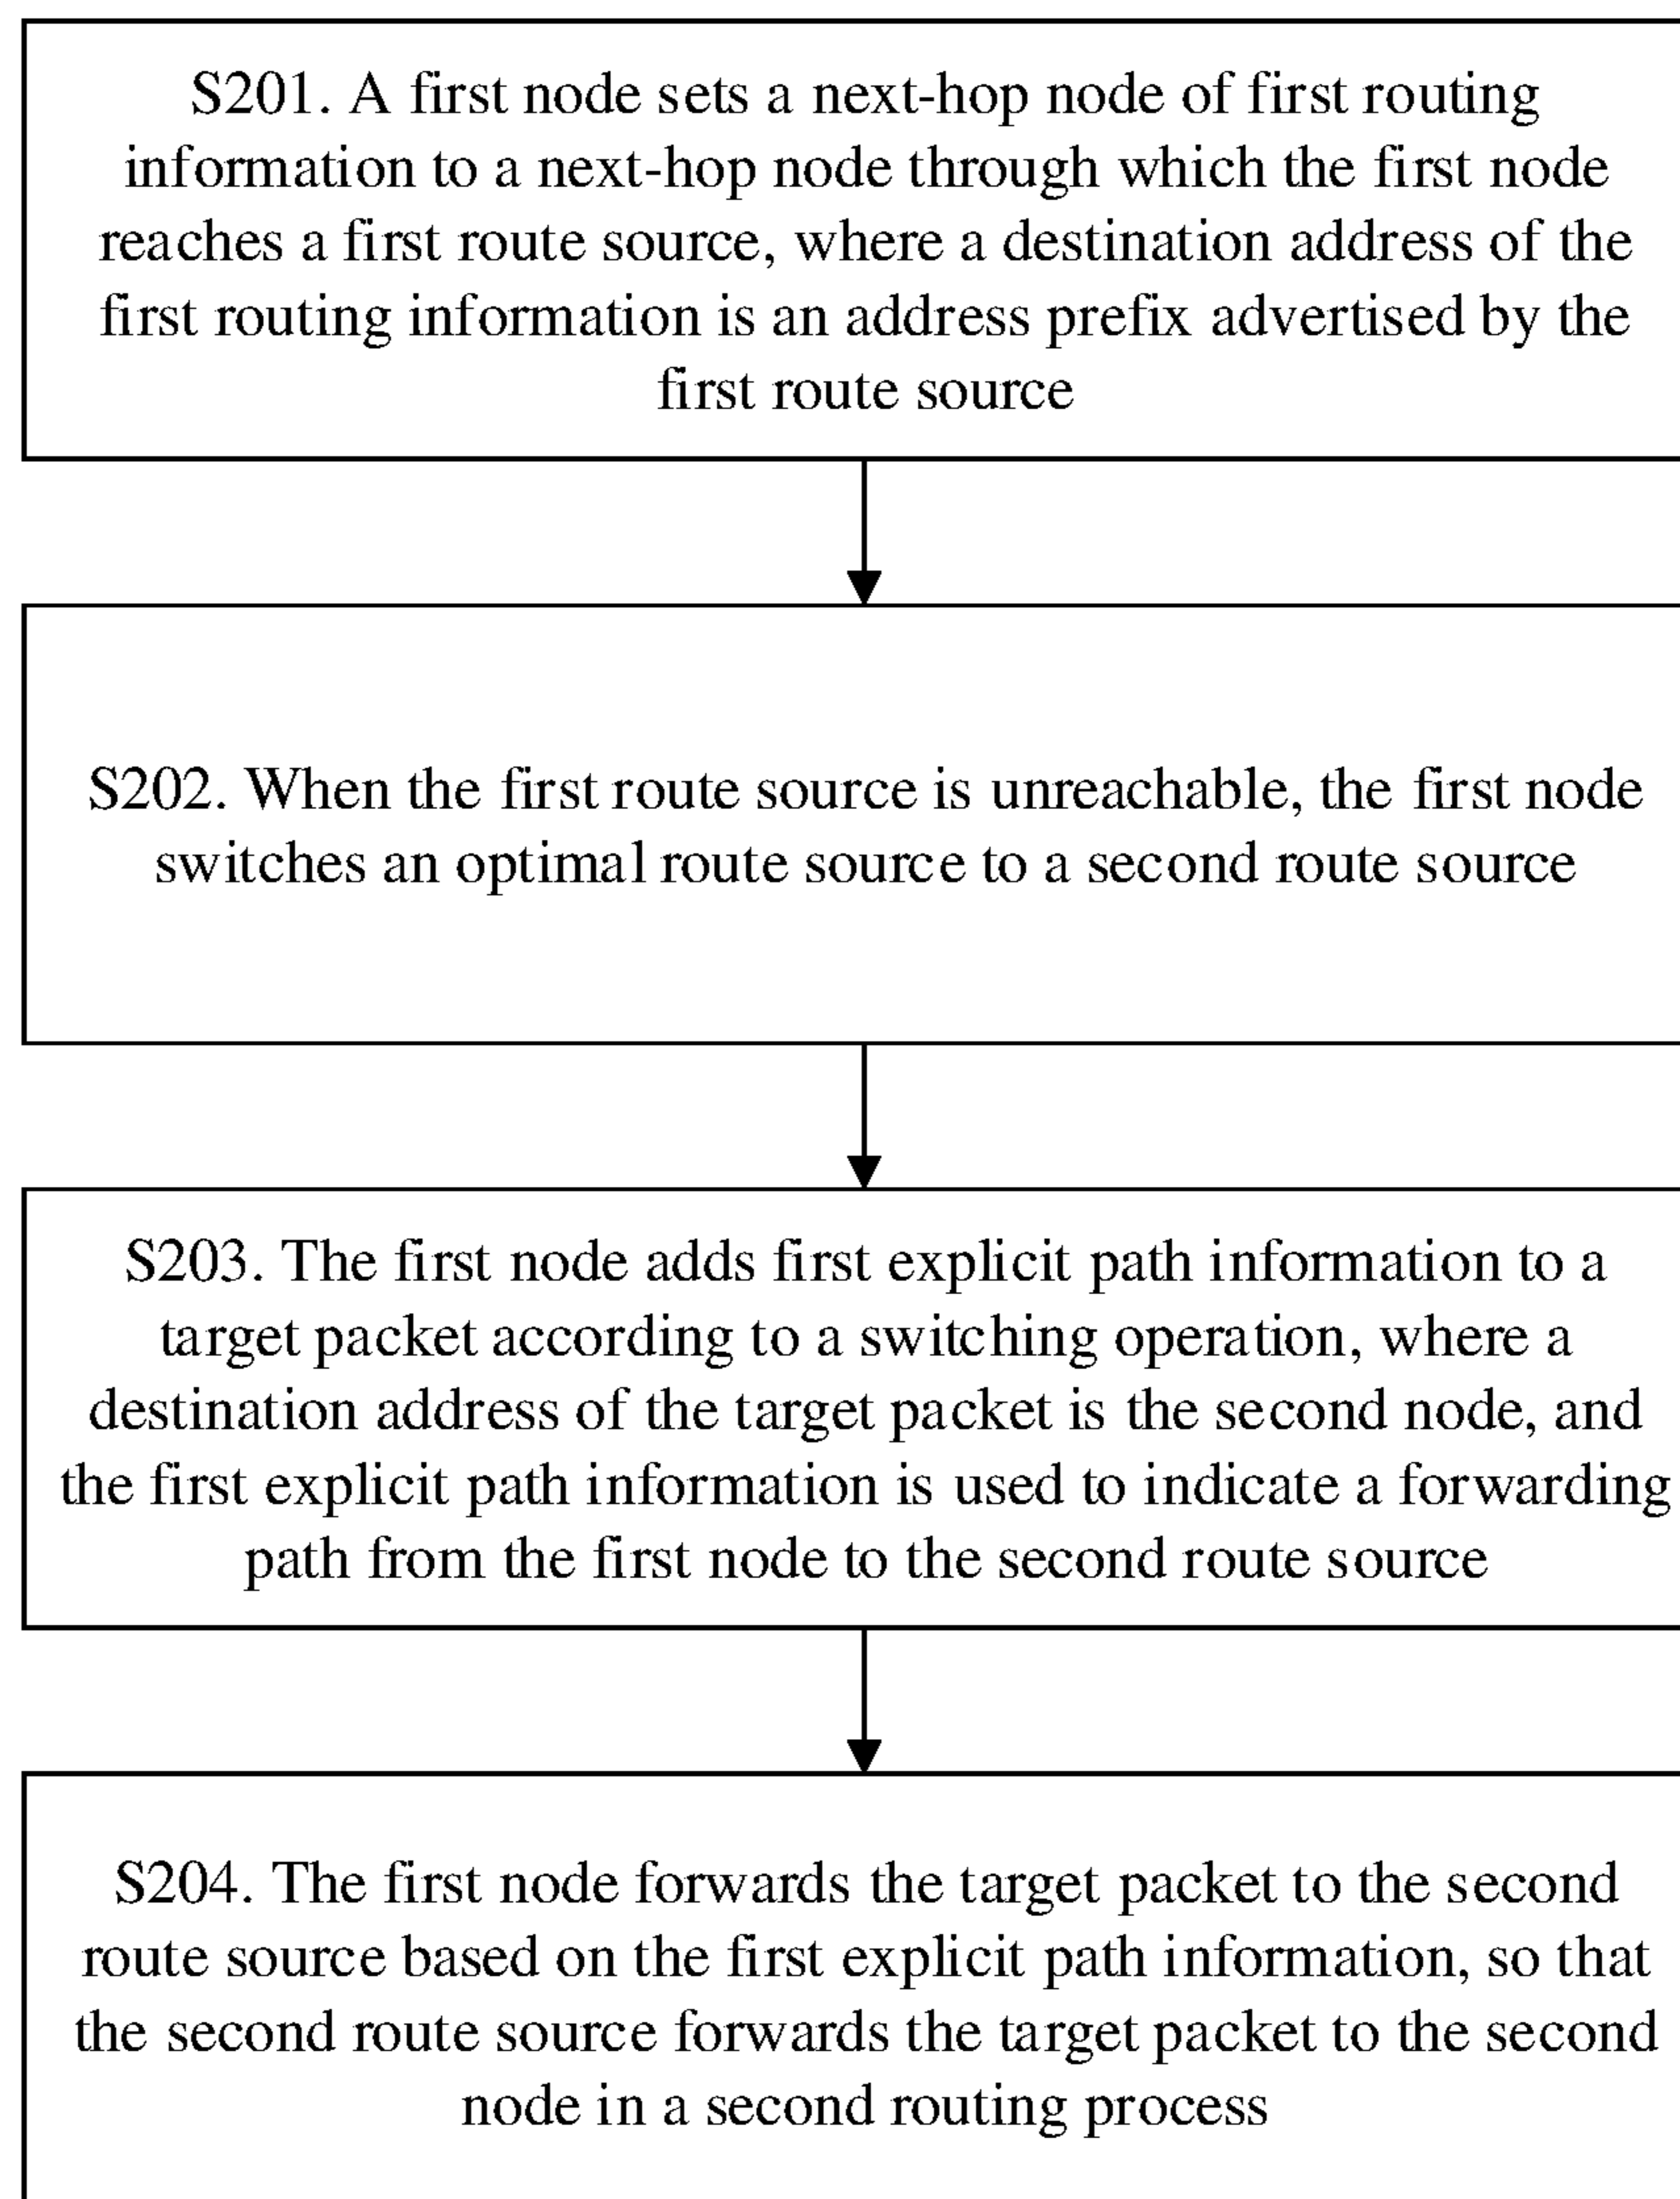 S201. A first node sets a next-hop node of first routing
information to a next-hop node through which the first node
reaches a first route source, where a destination address of the
first routing information is an address prefix advertised by the
first route source
S202. When the first route source is unreachable, the first node
switches an optimal route source to a second route source
S203. The first node adds first explicit path information to a
target packet according to a switching operation, where a
destination address of the target packet is the second node, and
the first explicit path information is used to indicate a forwarding
path from the first node to the second route source
S204. The first node forwards the target packet to the second
route source based on the first explicit path information, so that
the second route source forwards the target packet to the second
node in a second routing process